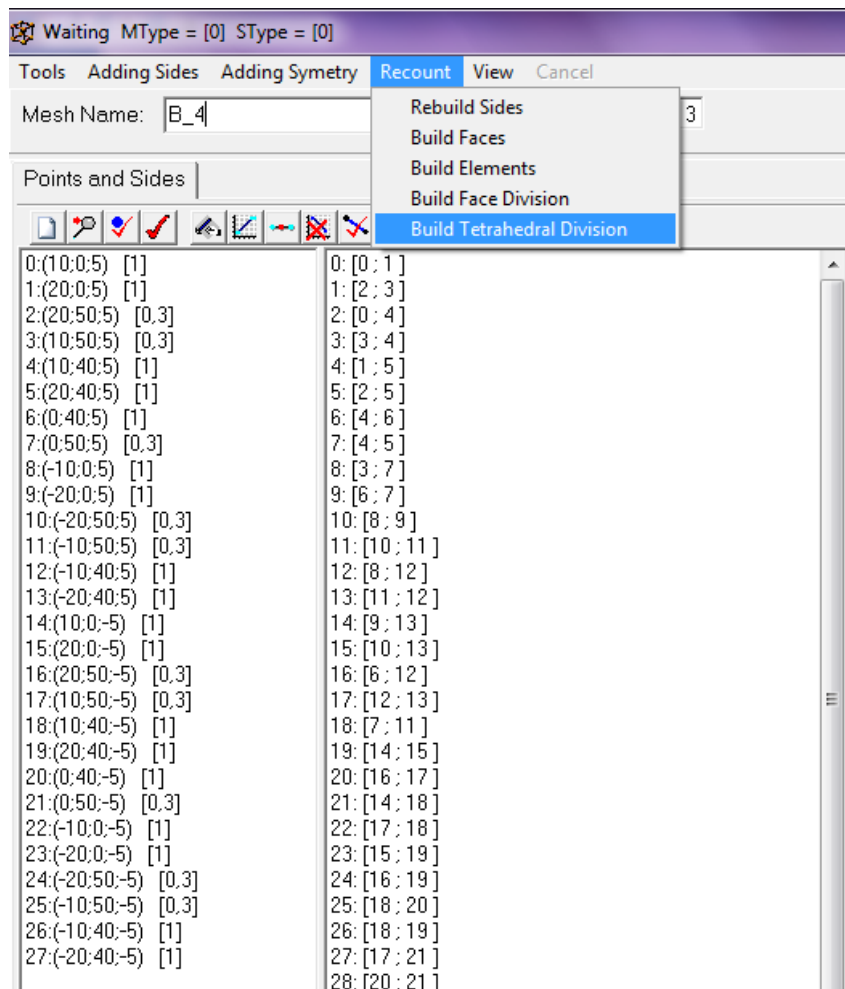 Waiting MType = [0] SType = [0]
Tools Adding Sides Adding Symetry Recount View Cancel
Mesh Name: B_4
3
Rebuild Sides
Build Faces
Build Elements
Build Face Division
Build Tetrahedral Division
Points and Sides
0:(10;0;5) [1]
1:(20;0;5) [1]
2:(20;50;5) [0,3]
3:(10;50;5) [0,3]
4:(10;40;5) [1]
5:(20;40;5) [1]
6:(0;40;5) [1]
7:(0;50;5) [0,3]
8:(-10;0;5) [1]
9:(-20;0;5) [1]
10:(-20;50;5) [0,3]
11:(-10;50;5) [0,3]
12:(-10;40;5) [1]
13:(-20;40;5) [1]
14:(10;0;-5) [1]
15:(20;0;-5) [1]
16:(20;50;-5) [0,3]
17:(10;50;-5) [0,3]
18:(10;40;-5) [1]
19:(20;40;-5) [1]
20:(0;40;-5) [1]
21:(0;50;-5) [0,3]
22:(-10;0;-5) [1]
23:(-20;0;-5) [1]
24:(-20;50;-5) [0,3]
25:(-10;50;-5) [0,3]
26:(-10;40;-5) [1]
27:(-20;40;-5) [1]
0: [0 ; 1 ]
1: [2 ; 3 ]
2: [0 ; 4 ]
3: [3 ; 4 ]
4: [1 ; 5 ]
5: [2 ; 5 ]
6: [4 ; 6 ]
7: [4 ; 5 ]
8: [3 ; 7 ]
9: [6 ; 7 ]
10: [8 ; 9 ]
11: [10 ; 11 ]
12: [8 ; 12 ]
13: [11 ; 12 ]
14: [9 ; 13 ]
15: [10 ; 13 ]
16: [6 ; 12 ]
17: [12 ; 13 ]
18: [7 ; 11 ]
19: [14 ; 15 ]
20: [16 ; 17 ]
21: [14 ; 18 ]
22: [17 ; 18 ]
23: [15 ; 19 ]
24: [16 ; 19 ]
25: [18 ; 20 ]
26: [18 ; 19 ]
27: [17 ; 21 ]
28: [20 ; 21 ]